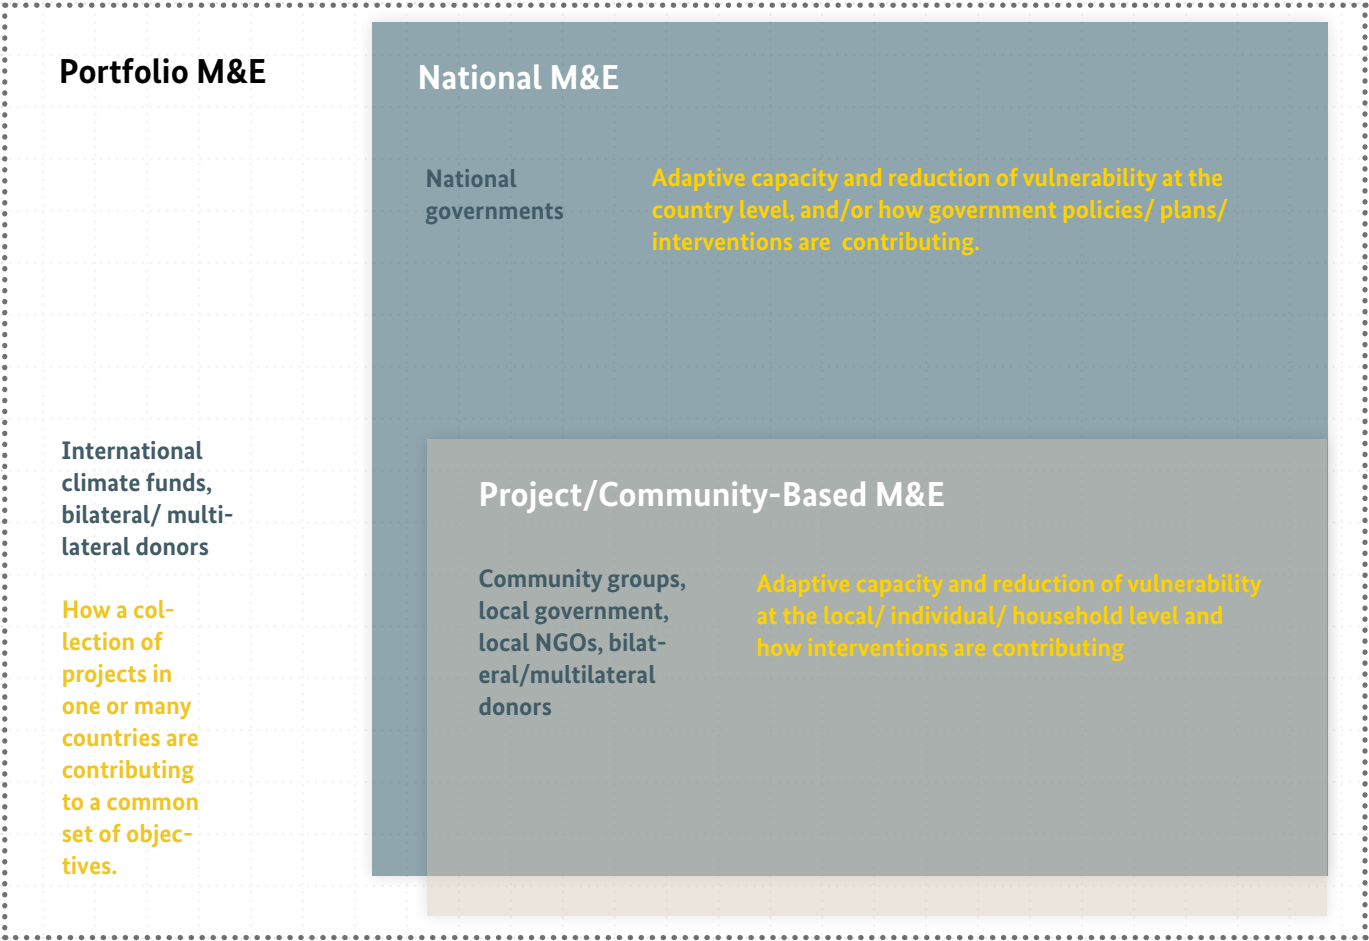 Portfolio M&E
International
climate funds,
bilateral/ multi-
lateral donors
How a col-
lection of
projects in
one or many
countries are
contributing
to a common
set of objec-
tives.
National M&E
National
governments
Adaptive capacity and reduction of vulnerability at the
country level, and/or how government policies/ plans/
interventions are  contributing.
Project/Community-Based M&E
Community groups,
local government,
local NGOs, bilat-
eral/multilateral
donors
Adaptive capacity and reduction of vulnerability
at the local/ individual/ household level and
how interventions are contributing